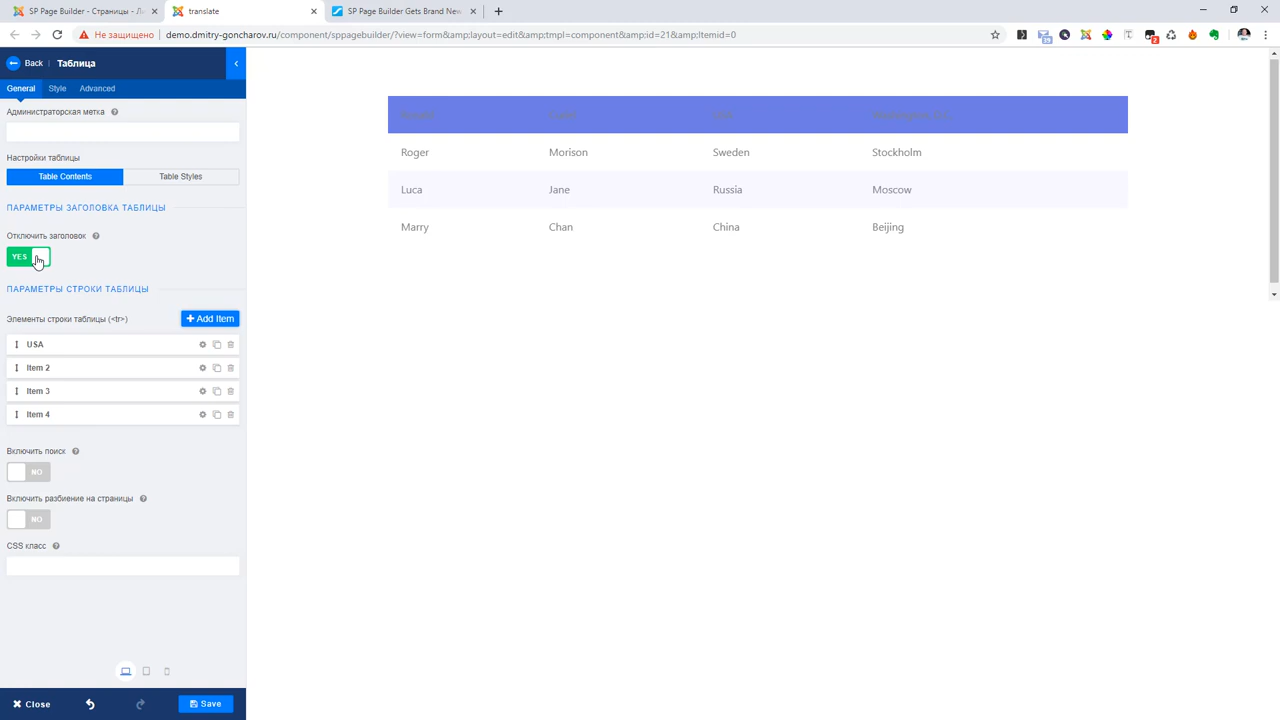 SP Page Builder - Страницы - Ли
translate
SP Page Builder Gets Brand New
Не защищено
demo.dmitry-goncharov.ru/component/sppagebuilder/?view=form&amp;layout=edit&amp;tmpl=component&amp;id=21&amp;Itemid=0
Back
Таблица
General Style Advanced
Администраторская метка
Настройки таблицы
Table Contents Table Styles
ПАРАМЕТРЫ ЗАГОЛОВКА ТАБЛИЦЫ
Отключить заголовок
YES
ПАРАМЕТРЫ СТРОКИ ТАБЛИЦЫ
Элементы строки таблицы (<tr>)
+ Add Item
USA
Item 2
Item 3
Item 4
Включить поиск
NO
Включить разбиение на страницы
NO
CSS класс
Close
Save
Roger Morison Sweden Stockholm
Luca Jane Russia Moscow
Marry Chan China Beijing